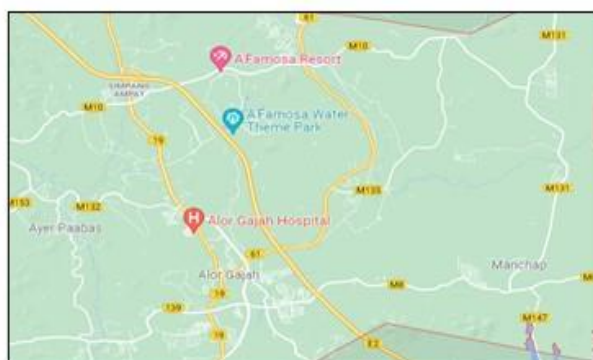 61
M10
M131
A Famosa Resort
SIMPANG
AMPAT
M10
A Famosa Water
Theme Park
19
M135
M131
M153
M132
Alor Gajah Hospital
Ayer Paabas
61
Manchap
Alor Gajah
M8
19
139
M147
19
E2